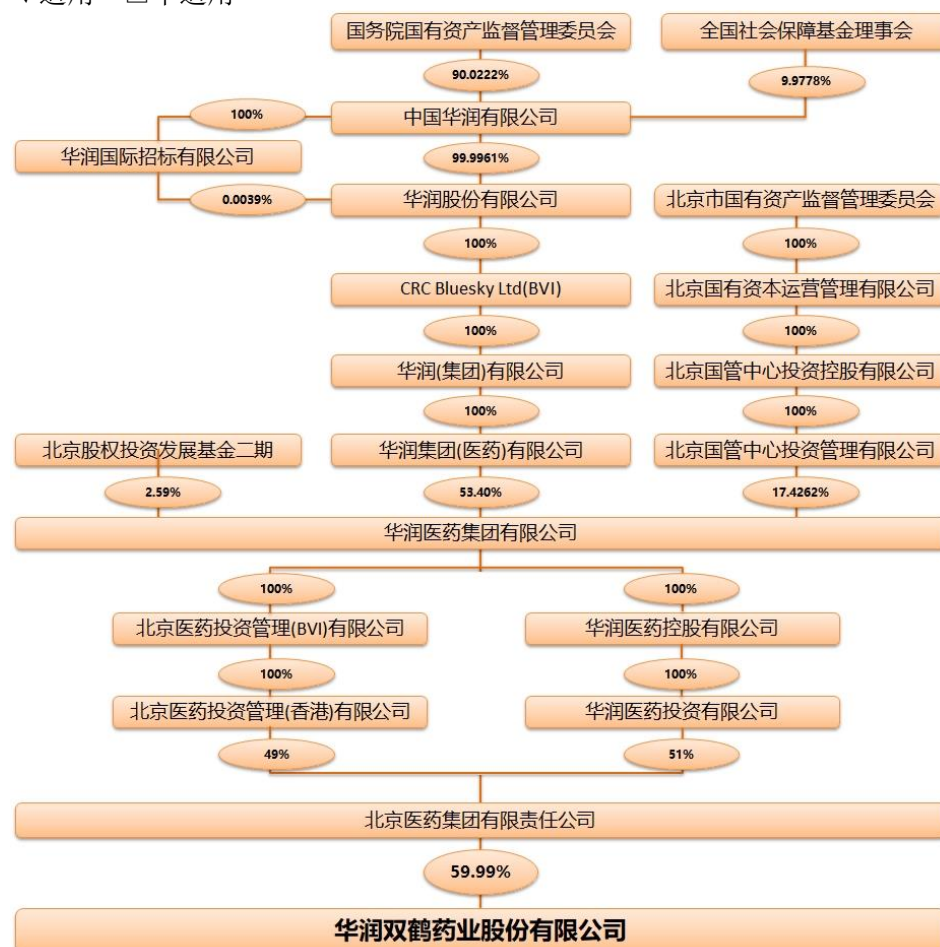 国务院国有资产监督管理委员会
全国社会保障基金理事会
90.0222%
9.9778%
100%
中国华润有限公司
华润国际招标有限公司
99.9961%
0.0039%
华润股份有限公司
北京市国有资产监督管理委员会
100%
100%
CRC Bluesky Ltd(BVI)
北京国有资本运营管理有限公司
100%
100%
华润(集团)有限公司
北京国管中心投资控股有限公司
100%
100%
北京股权投资发展基金二期
华润集团(医药)有限公司
北京国管中心投资管理有限公司
2.59%
53.40%
17.4262%
华润医药集团有限公司
100%
100%
北京医药投资管理(BVI)有限公司
华润医药控股有限公司
100%
100%
北京医药投资管理(香港)有限公司
华润医药投资有限公司
49%
51%
北京医药集团有限责任公司
59.99%
华润双鹤药业股份有限公司